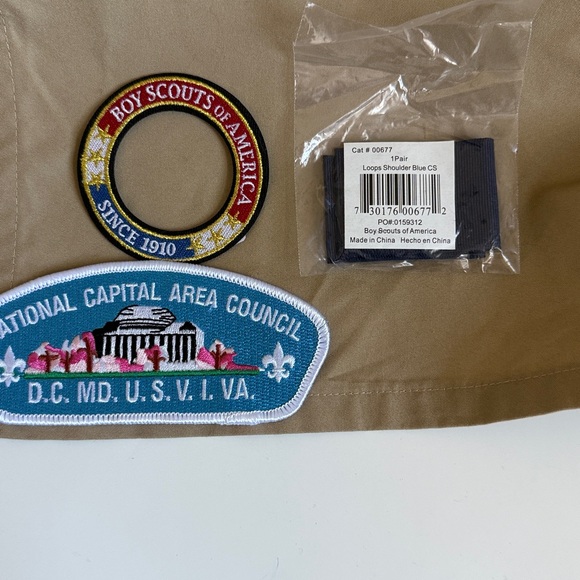 BOY SCOUTS OF AMERICA
SINCE 1910
NATIONAL CAPITAL AREA COUNCIL
D.C. MD. U. S. V. I. VA.
Cat # 00677
1Pair
Loops Shoulder Blue CS
7 30176 00677 2
PO#:0159312
Boy Scouts of America
Made in China Hecho en China